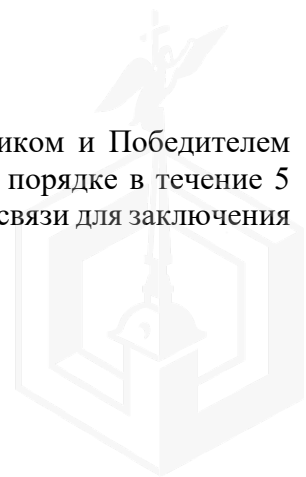 иком и Победителем
порядке в течение 5
связи для заключения